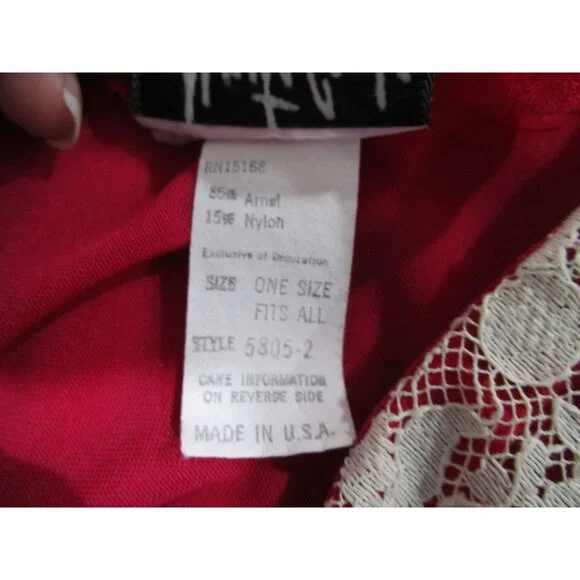 RN15168
85% Arnel
15% Nylon
Exclusive of Decoration
SIZE ONE SIZE
FITS ALL
STYLE 5805-2
CARE INFORMATION
ON REVERSE SIDE
MADE IN U.S.A.